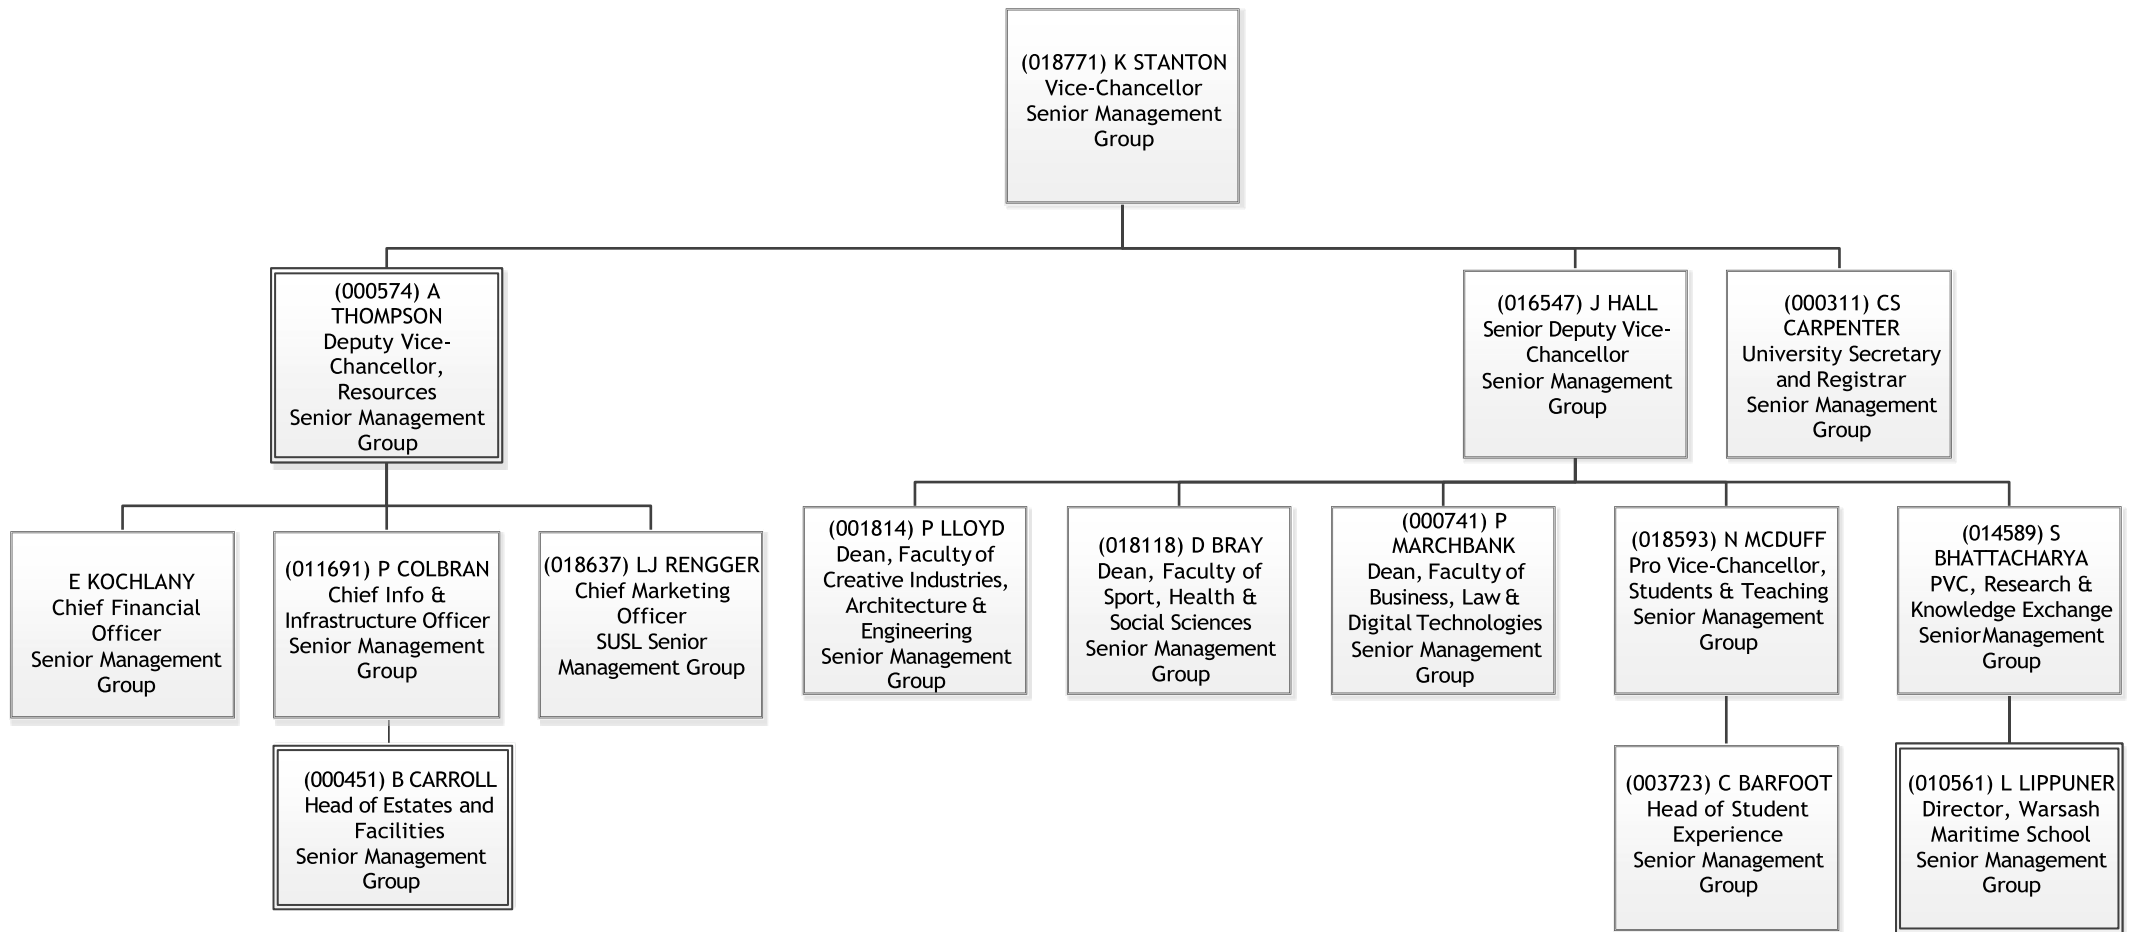 (018771) K STANTON
Vice-Chancellor
Senior Management
Group
(000574) A
THOMPSON
Deputy Vice-
Chancellor,
Resources
Senior Management
Group
(016547) J HALL
Senior Deputy Vice-
Chancellor
Senior Management
Group
(000311) CS
CARPENTER
University Secretary
and Registrar
Senior Management
Group
E KOCHLANY
Chief Financial
Officer
Senior Management
Group
(011691) P COLBRAN
Chief Info &
Infrastructure Officer
Senior Management
Group
(018637) LJ RENGGER
Chief Marketing
Officer
SUSL Senior
Management Group
(001814) P LLOYD
Dean, Faculty of
Creative Industries,
Architecture &
Engineering
Senior Management
Group
(018118) D BRAY
Dean, Faculty of
Sport, Health &
Social Sciences
Senior Management
Group
(000741) P
MARCHBANK
Dean, Faculty of
Business, Law &
Digital Technologies
Senior Management
Group
(018593) N MCDUFF
Pro Vice-Chancellor,
Students & Teaching
Senior Management
Group
(014589) S
BHATTACHARYA
PVC, Research &
Knowledge Exchange
SeniorManagement
Group
(000451) B CARROLL
Head of Estates and
Facilities
Senior Management
Group
(003723) C BARFOOT
Head of Student
Experience
Senior Management
Group
(010561) L LIPPUNER
Director, Warsash
Maritime School
Senior Management
Group